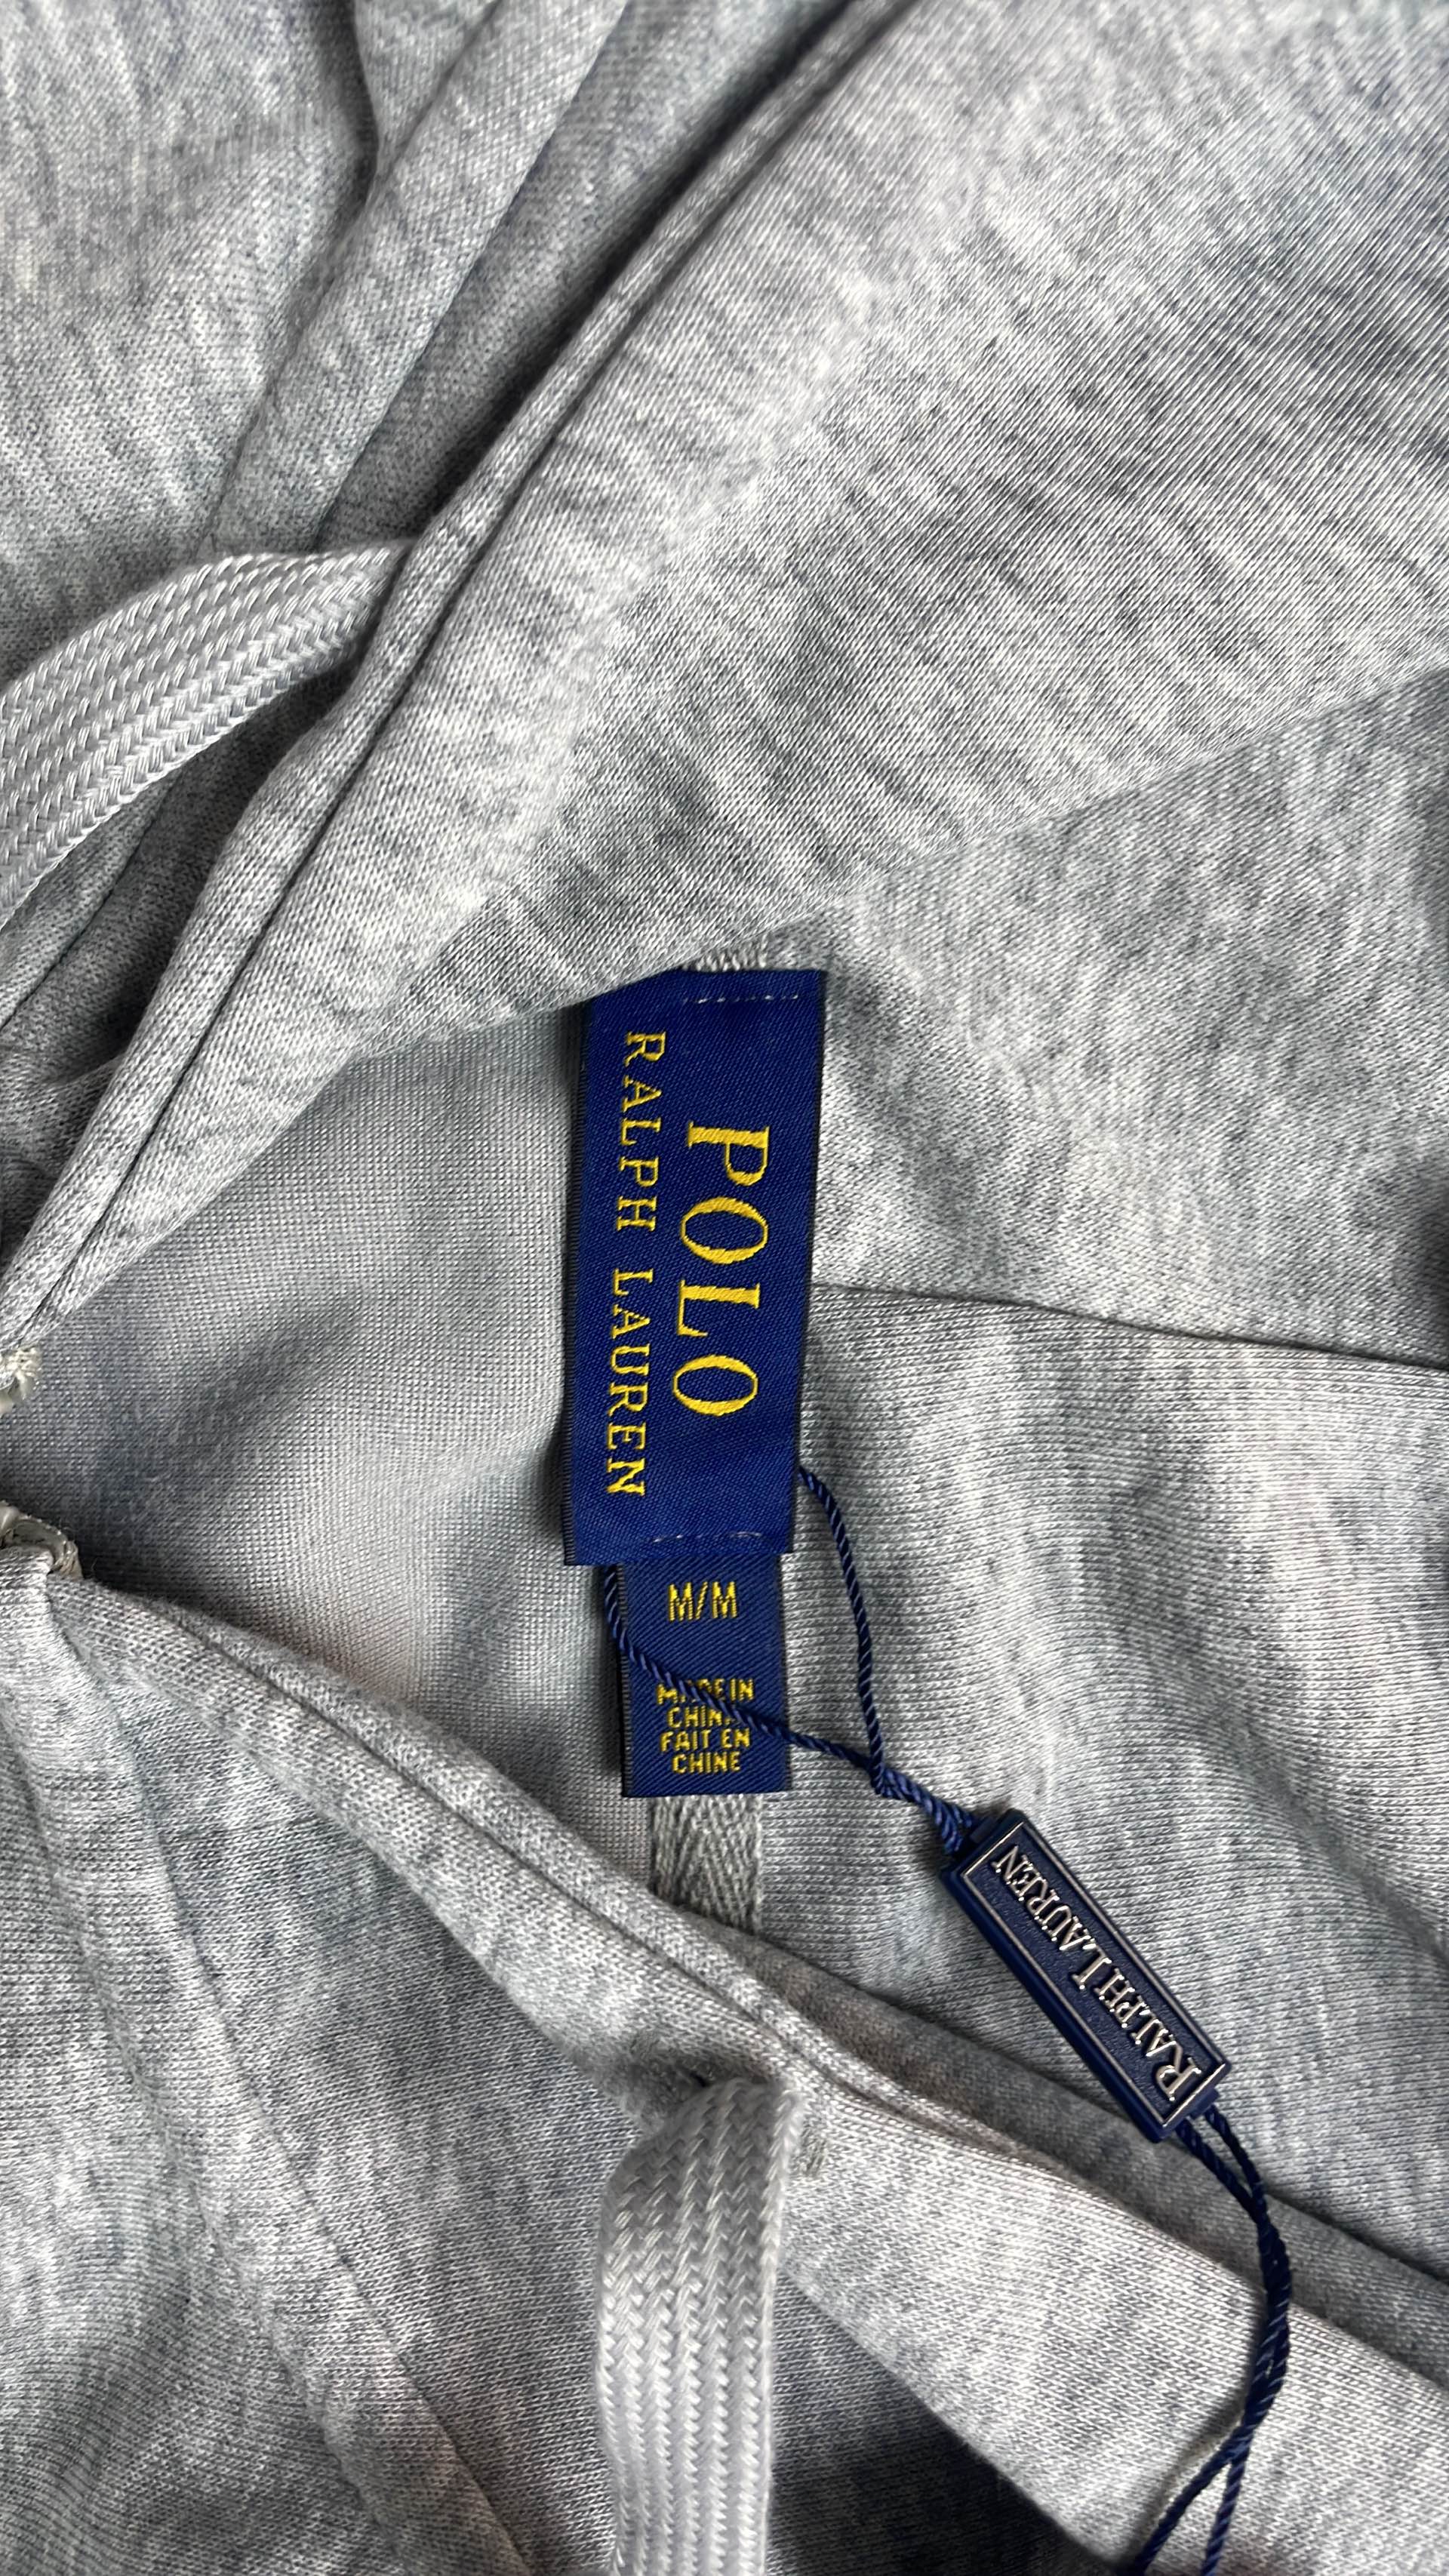 POLO
RALPH LAUREN
M/M
MADE IN
CHINA
FAIT EN
CHINE
RALPH LAUREN